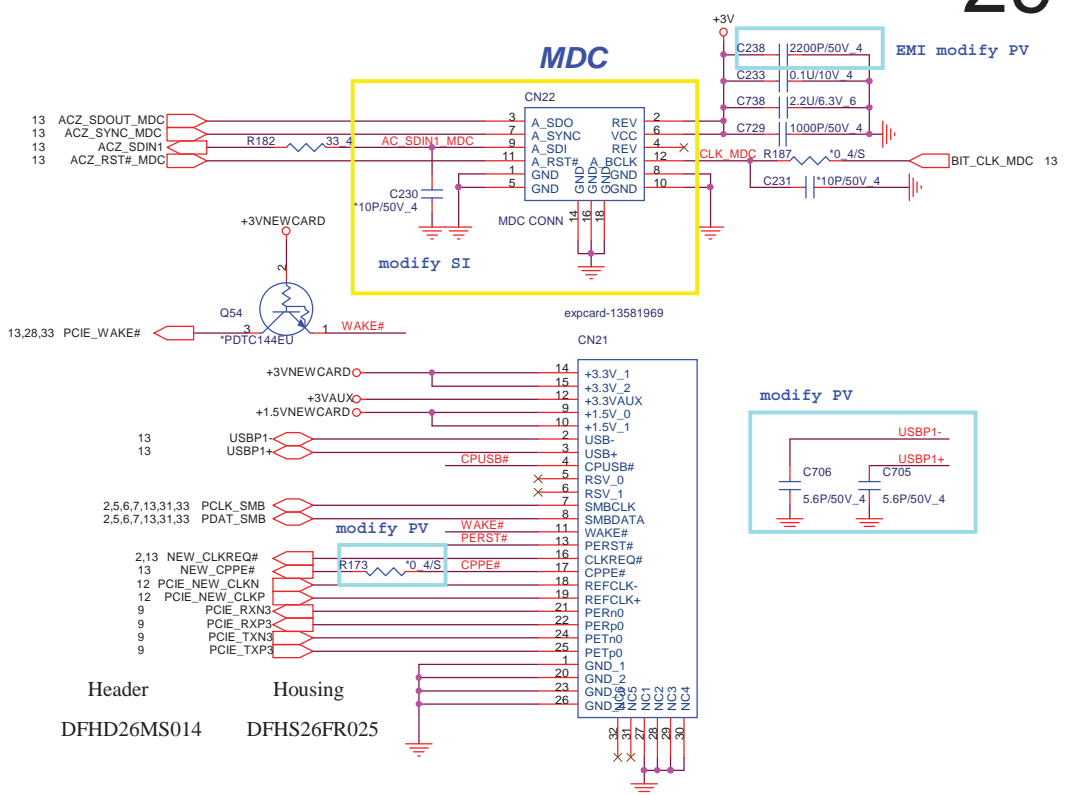 +3V
C238 2200P/50V_4
EMI modify PV
MDC
C233 0.1U/10V_4
CN22
C738 2.2U/6.3V_6
13 ACZ_SDOUT_MDC 3 A_SDO REV 2
13 ACZ_SYNC_MDC 7 A_SYNC VCC 6 C729 1000P/50V_4
13 ACZ_SDIN1 R182 33_4 AC_SDIN1_MDC 9 A_SDI REV 4
13 ACZ_RST#_MDC 11 A_RST# A_BCLK 12 CLK_MDC R187 *0_4/S BIT_CLK_MDC 13
1 GND GND 8
5 GND GND 10
GND GND GND
C230 *10P/50V_4
C231 *10P/50V_4
MDC CONN 14 16 18
+3VNEWCARD
modify SI
2
Q54
expcard-13581969
13,28,33 PCIE_WAKE# 3 1 WAKE#
*PDTC144EU
CN21
+3VNEWCARD 14 +3.3V_1
15 +3.3V_2
+3VAUX 12 +3.3VAUX
+1.5VNEWCARD 9 +1.5V_0
10 +1.5V_1
13 USBP1- 2 USB-
13 USBP1+ 3 USB+
CPUSB# 4 CPUSB#
5 RSV_0
6 RSV_1
2,5,6,7,13,31,33 PCLK_SMB 7 SMBCLK
2,5,6,7,13,31,33 PDAT_SMB 8 SMBDATA
modify PV
WAKE# 11 WAKE#
PERST# 13 PERST#
2,13 NEW_CLKREQ# 16 CLKREQ#
13 NEW_CPPE# R173 *0_4/S CPPE# 17 CPPE#
12 PCIE_NEW_CLKN 18 REFCLK-
12 PCIE_NEW_CLKP 19 REFCLK+
9 PCIE_RXN3 21 PERn0
9 PCIE_RXP3 22 PERp0
9 PCIE_TXN3 24 PETn0
9 PCIE_TXP3 25 PETp0
1 GND_1
20 GND_2
23 GND_3
26 GND_4
NC6 NC5 NC1 NC2 NC3 NC4
32 31 27 28 29 30
modify PV
USBP1-
USBP1+
C706 C705
5.6P/50V_4 5.6P/50V_4
Header Housing
DFHD26MS014 DFHS26FR025